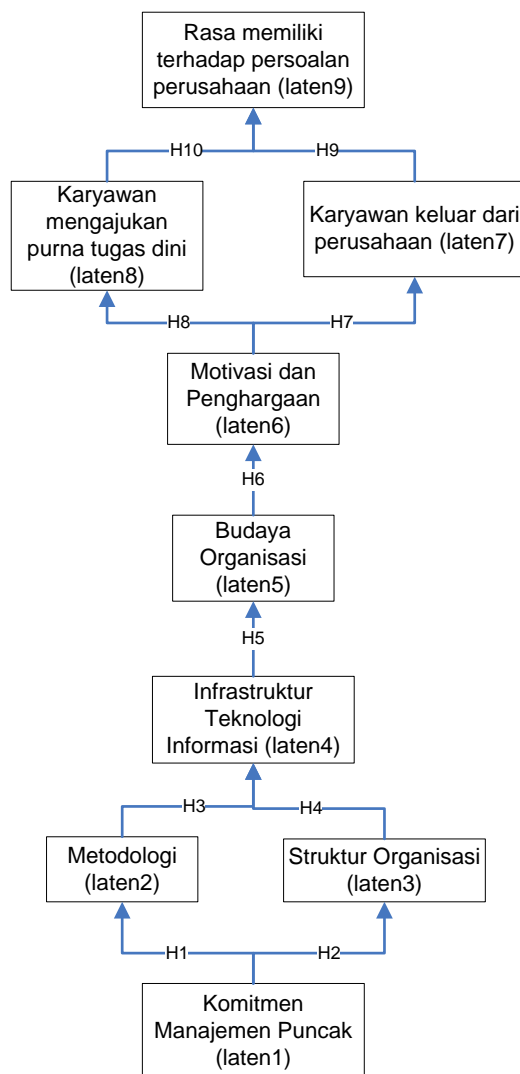 Rasa memiliki
terhadap persoalan
perusahaan (laten9)
H10
H9
Karyawan
mengajukan
purna tugas dini
(laten8)
Karyawan keluar dari
perusahaan (laten7)
H8
H7
Motivasi dan
Penghargaan
(laten6)
H6
Budaya
Organisasi
(laten5)
H5
Infrastruktur
Teknologi
Informasi (laten4)
H3
H4
Metodologi
(laten2)
Struktur Organisasi
(laten3)
H1
H2
Komitmen
Manajemen Puncak
(laten1)